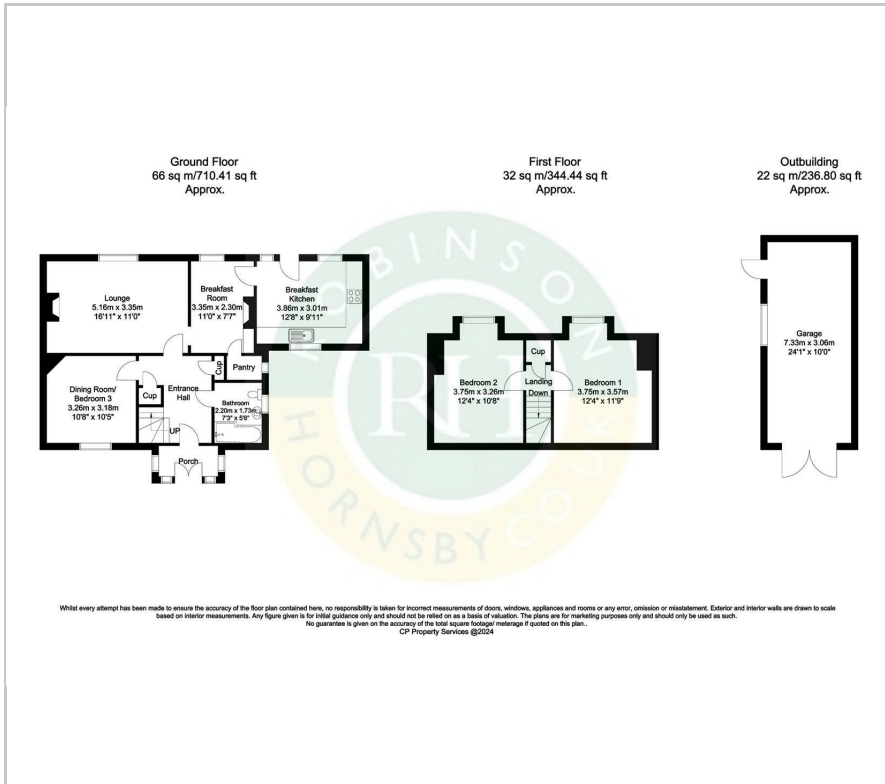 Ground Floor
66 sq m/710.41 sq ft
Approx.
First Floor
32 sq m/344.44 sq ft
Approx.
Outbuilding
22 sq m/236.80 sq ft
Approx.
Lounge
5.16m x 3.35m
16'11" x 11'0"
Breakfast
Room
3.35m x 2.30m
11'0" x 7'7"
Breakfast
Kitchen
3.86m x 3.01m
12'8" x 9'11"
Dining Room/
Bedroom 3
3.26m x 3.18m
10'8" x 10'5"
Cup
UP
Entrance
Hall
Cup
Pantry
Bathroom
2.20m x 1.73m
7'3" x 5'8"
Porch
Bedroom 2
3.75m x 3.26m
12'4" x 10'8"
Cup
Landing
Down
Bedroom 1
3.75m x 3.57m
12'4" x 11'9"
Garage
7.33m x 3.06m
24'1" x 10'0"
ROBINSON
RH
HORNSBY.CO.UK
Whilst every attempt has been made to ensure the accuracy of the floor plan contained here, no responsibility is taken for incorrect measurements of doors, windows, appliances and rooms or any error, omission or misstatement. Exterior and interior walls are drawn to scale
based on interior measurements. Any figure given is for initial guidance only and should not be relied on as a basis of valuation. The plans are for marketing purposes only and should only be used as such.
No guarantee is given on the accuracy of the total square footage/ meterage if quoted on this plan..
CP Property Services @2024